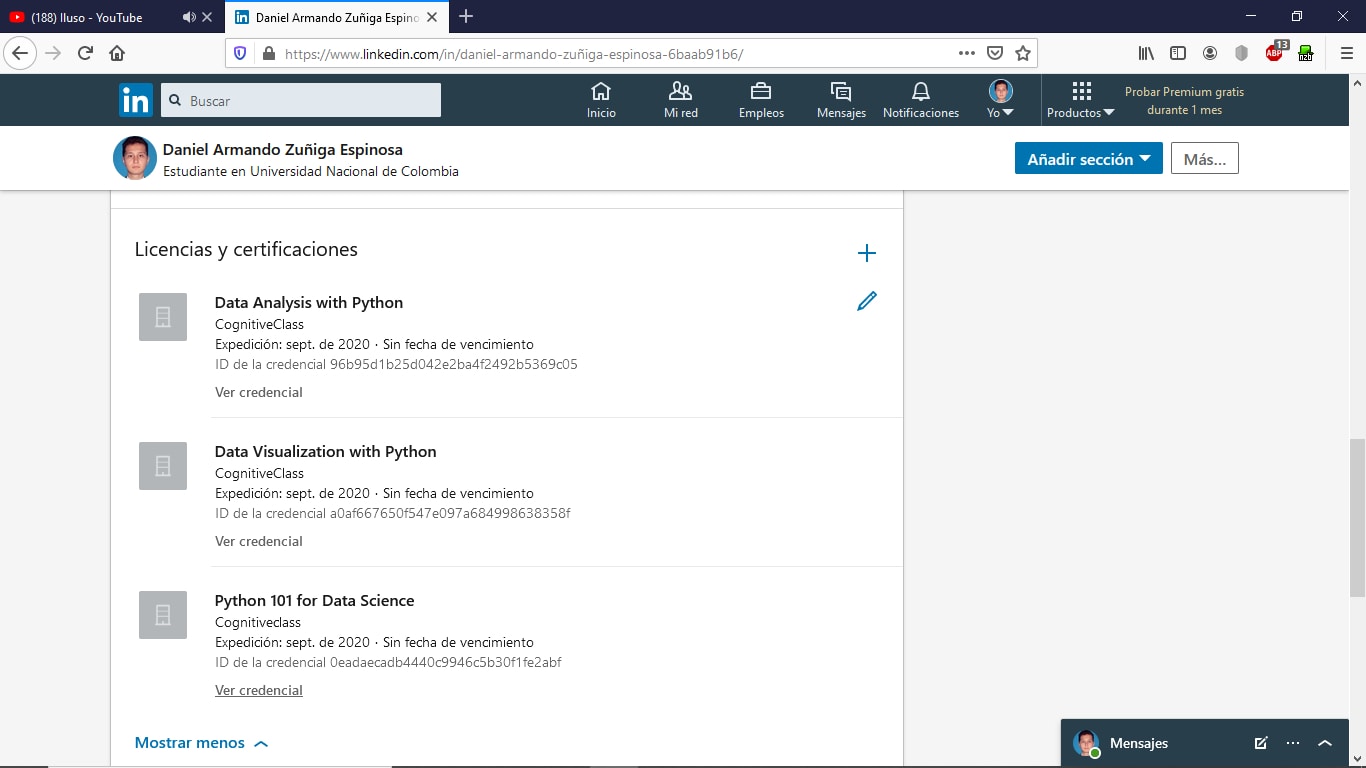 (188) Iluso - YouTube
Daniel Armando Zuñiga Espino
https://www.linkedin.com/in/daniel-armando-zuñiga-espinosa-6baab91b6/
13
ABP
in
Buscar
Inicio
Mi red
Empleos
Mensajes
Notificaciones
Yo
Productos
Probar Premium gratis
durante 1 mes
Daniel Armando Zuñiga Espinosa
Estudiante en Universidad Nacional de Colombia
Añadir sección
Más...
Licencias y certificaciones
Data Analysis with Python
CognitiveClass
Expedición: sept. de 2020 · Sin fecha de vencimiento
ID de la credencial 96b95d1b25d042e2ba4f2492b5369c05
Ver credencial
Data Visualization with Python
CognitiveClass
Expedición: sept. de 2020 · Sin fecha de vencimiento
ID de la credencial a0af667650f547e097a684998638358f
Ver credencial
Python 101 for Data Science
Cognitiveclass
Expedición: sept. de 2020 · Sin fecha de vencimiento
ID de la credencial 0eadaecadb4440c9946c5b30f1fe2abf
Ver credencial
Mostrar menos
Mensajes